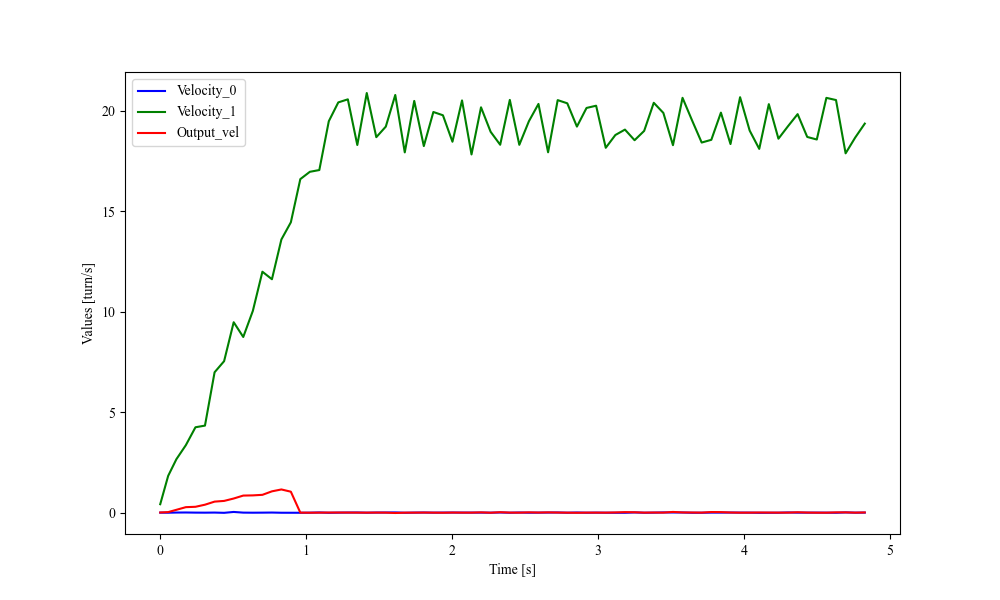 Velocity_0
Velocity_1
Output_vel
Values [turn/s]
20
15
10
5
0
0 1 2 3 4 5
Time [s]